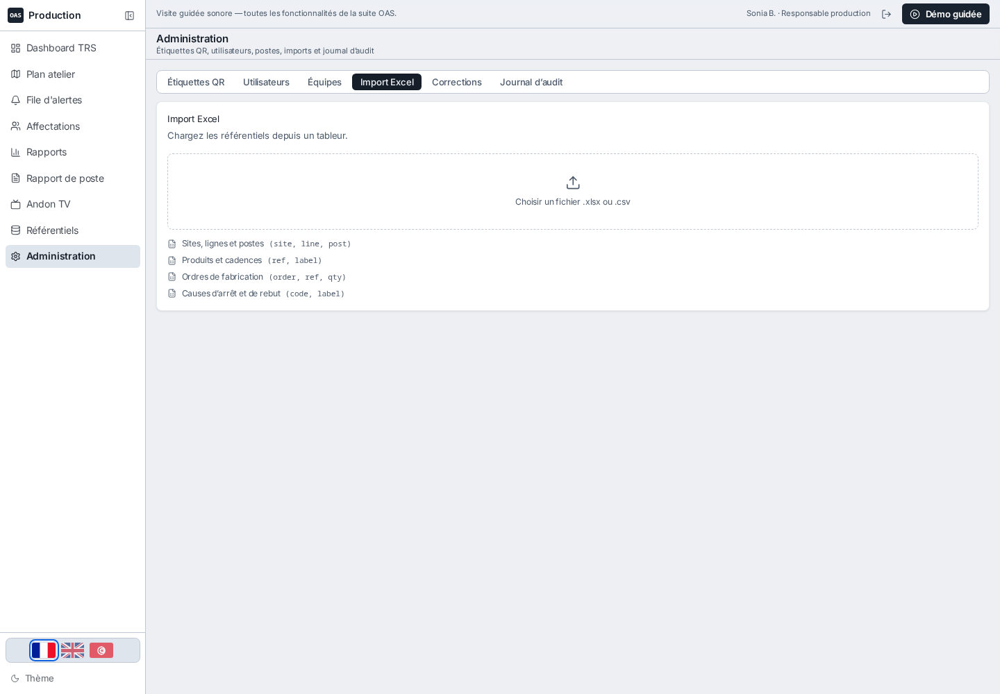 OAS Production
Visite guidée sonore — toutes les fonctionnalités de la suite OAS.
Sonia B. · Responsable production
Démo guidée
Dashboard TRS
Plan atelier
File d'alertes
Affectations
Rapports
Rapport de poste
Andon TV
Référentiels
Administration
Administration
Étiquettes QR, utilisateurs, postes, imports et journal d’audit
Étiquettes QR
Utilisateurs
Équipes
Import Excel
Corrections
Journal d’audit
Import Excel
Chargez les référentiels depuis un tableur.
Choisir un fichier .xlsx ou .csv
Sites, lignes et postes (site, line, post)
Produits et cadences (ref, label)
Ordres de fabrication (order, ref, qty)
Causes d’arrêt et de rebut (code, label)
Thème